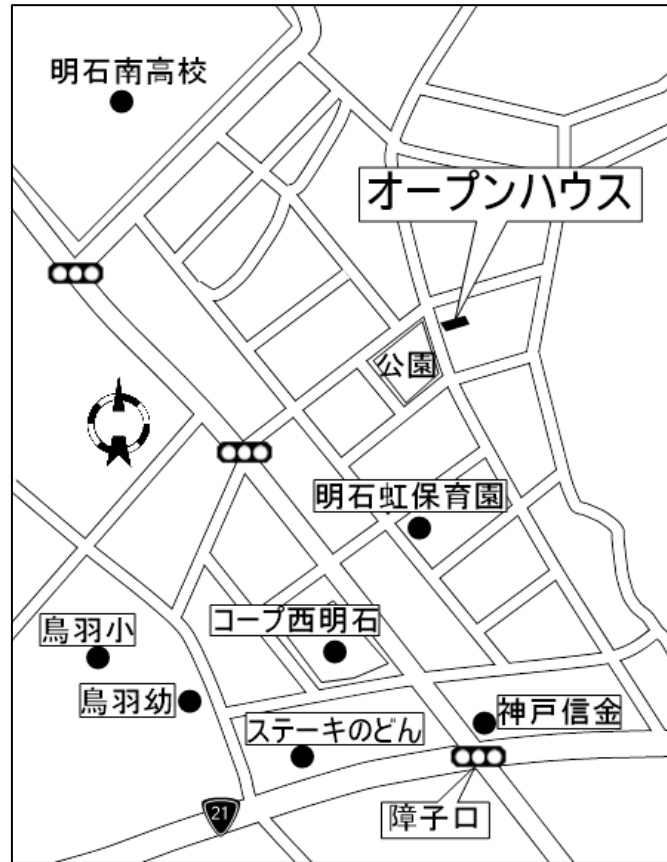 明石南高校
オープンハウス
公園
明石虹保育園
コープ西明石
鳥羽小
鳥羽幼
神戸信金
ステーキのどん
21
障子口